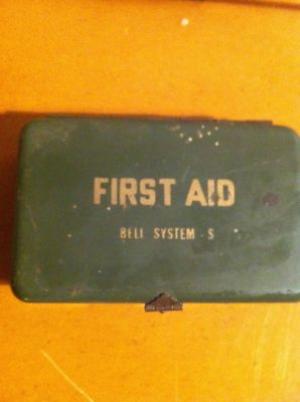 FIRST AID
BELL SYSTEM - S